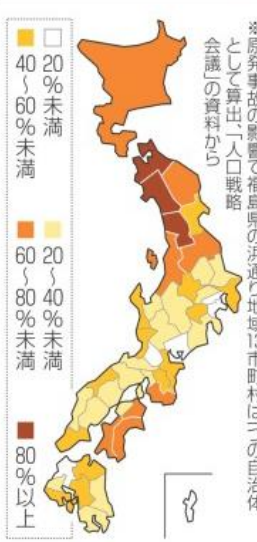 ※原発事故の影響で福島県の浜通り地域13市町村は一つの自治体
として算出、「人口戦略
会議」の資料から
20%未満
20〜40%未満
40〜60%未満
60〜80%未満
80%以上